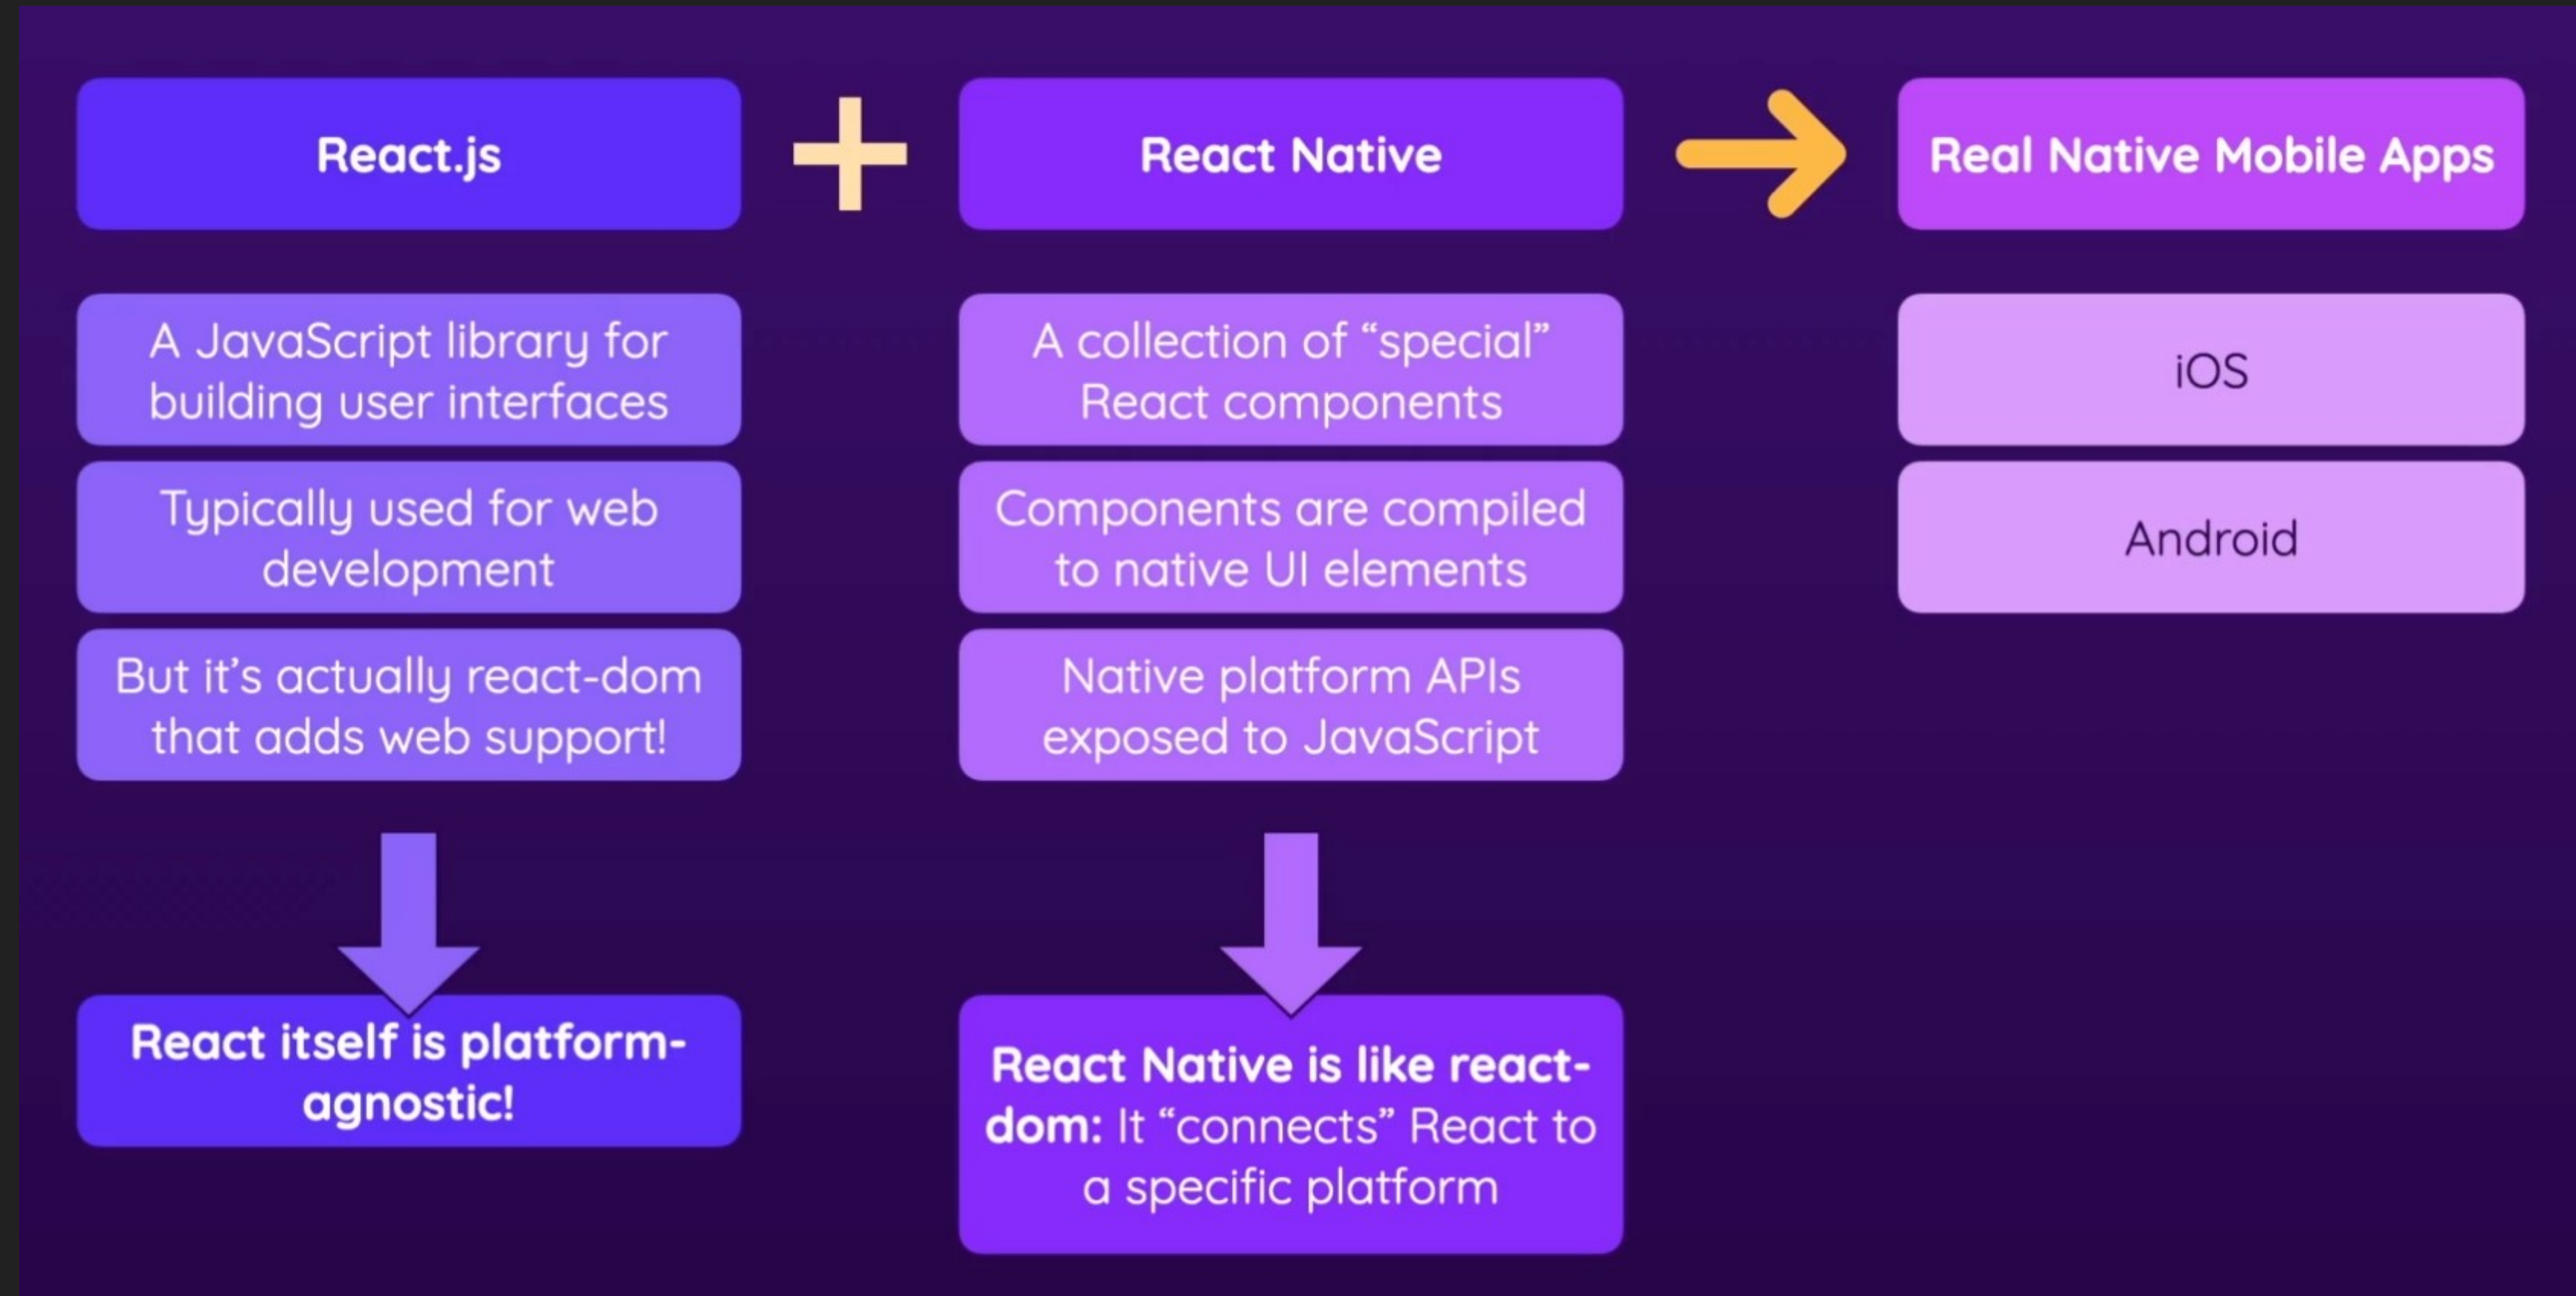 React.js
React Native
Real Native Mobile Apps
A JavaScript library for
building user interfaces
Typically used for web
development
But it’s actually react-dom
that adds web support!
React itself is platform-
agnostic!
A collection of “special”
React components
Components are compiled
to native UI elements
Native platform APIs
exposed to JavaScript
React Native is like react-
dom: It “connects” React to
a specific platform
iOS
Android